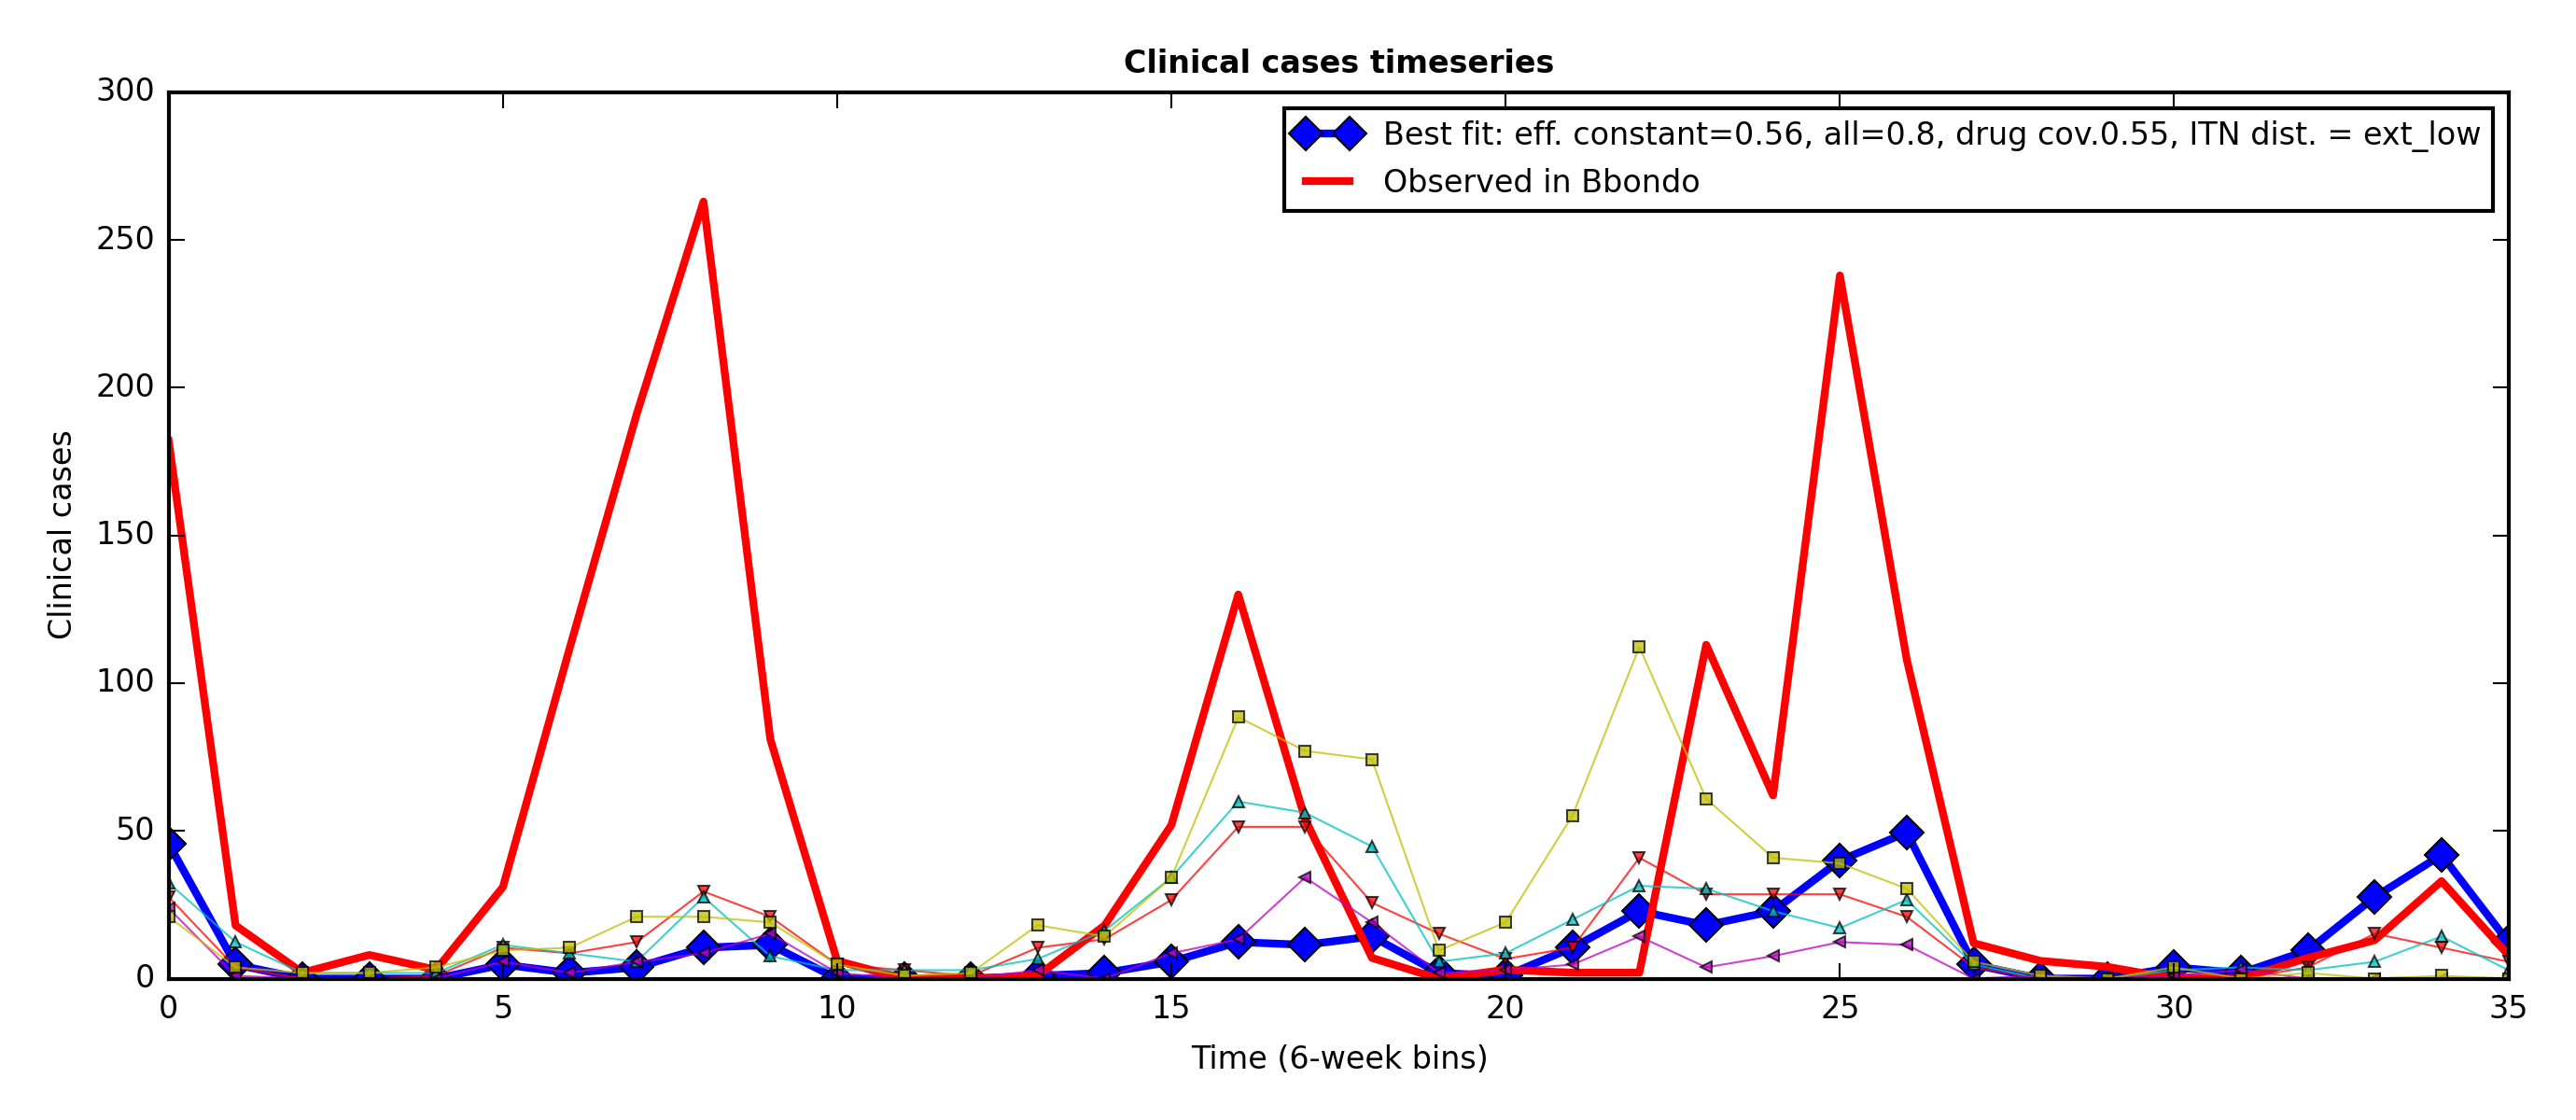 Clinical cases timeseries
300
250
200
150
100
50
0
Clinical cases
Best fit: eff. constant=0.56, all=0.8, drug cov.0.55, ITN dist. = ext_low
Observed in Bbondo
0 5 10 15 20 25 30 35
Time (6-week bins)